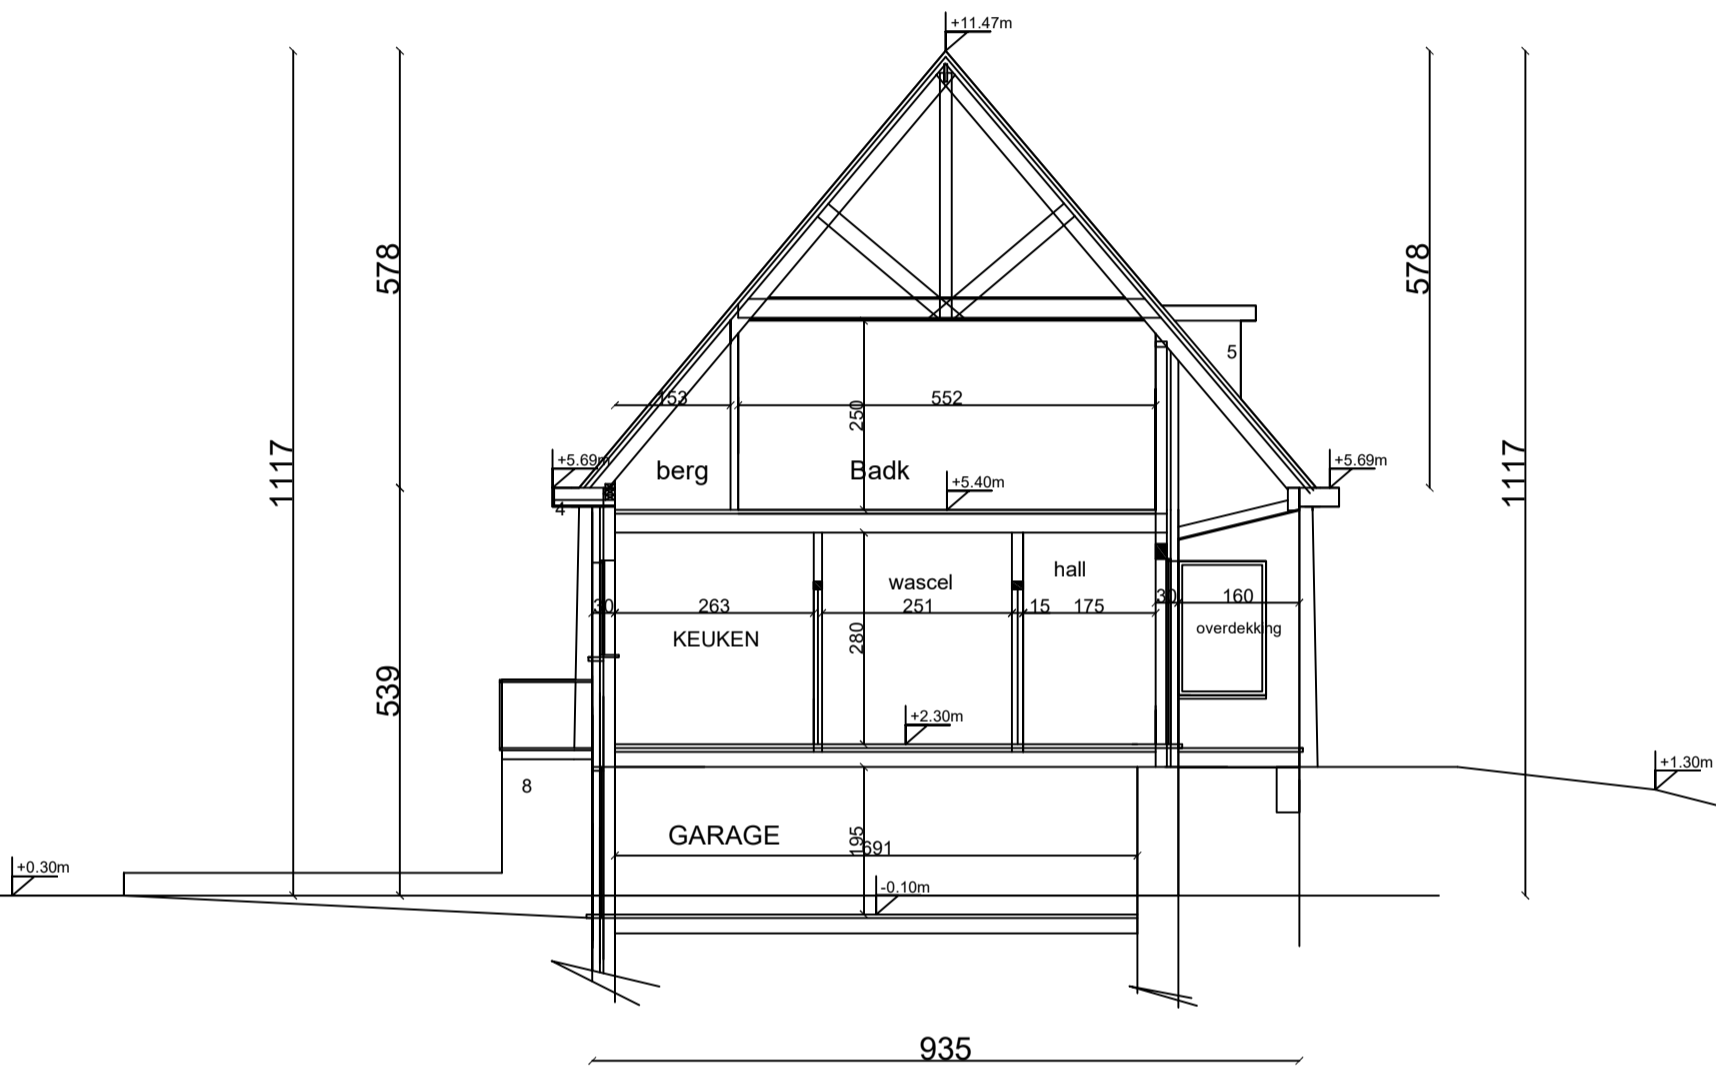 +11.47m
578
578
1117
1117
5
153
552
250
+5.69m
berg
Badk
+5.69m
+5.40m
4
hall
wascel
30
263
251
15
175
30
160
KEUKEN
280
overdekking
539
+2.30m
+1.30m
8
GARAGE
195
691
+0.30m
-0.10m
935